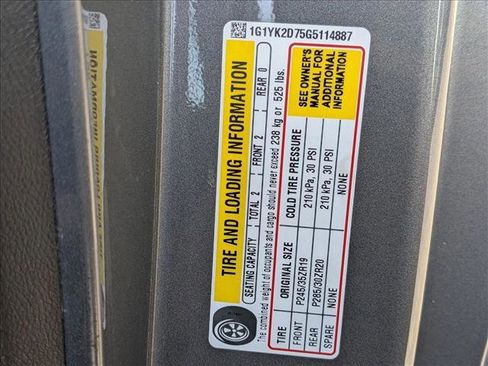 1G1YK2D75G5114887
TIRE AND LOADING INFORMATION
SEATING CAPACITY TOTAL 2 FRONT 2 REAR 0
The combined weight of occupants and cargo should never exceed 238 kg or 525 lbs.
TIRE ORIGINAL SIZE COLD TIRE PRESSURE
FRONT P245/35ZR19 210 kPa, 30 PSI
REAR P285/30ZR20 210 kPa, 30 PSI
SPARE NONE NONE
SEE OWNER'S
MANUAL FOR
ADDITIONAL
INFORMATION